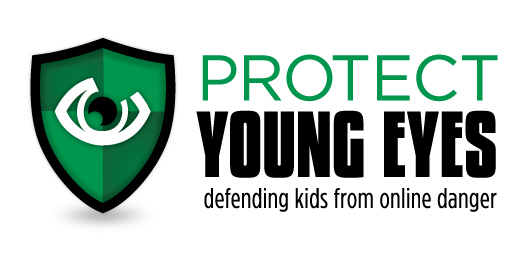 PROTECT
YOUNG EYES
defending kids from online danger